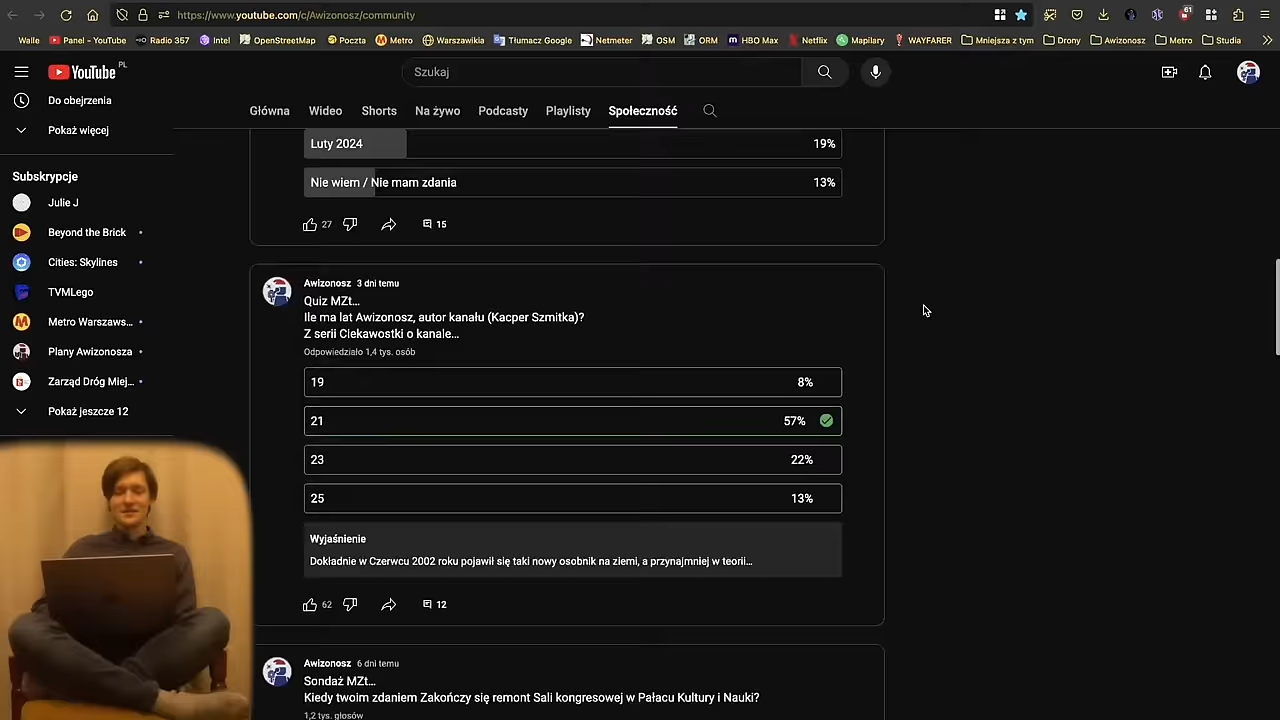 https://www.youtube.com/c/Awizonosz/community
61
Walle
Panel - YouTube
Radio 357
Intel
OpenStreetMap
Poczta
Metro
Warszawikia
Tłumacz Google
Netmeter
OSM
ORM
HBO Max
Netflix
Mapilary
WAYFARER
Mniejsza z tym
Drony
Awizonosz
Metro
Studia
YouTube PL
Szukaj
Do obejrzenia
Pokaż więcej
Subskrypcje
Julie J
Beyond the Brick
Cities: Skylines
TVMLego
Metro Warszaws...
Plany Awizonosza
Zarząd Dróg Miej...
Pokaż jeszcze 12
Główna
Wideo
Shorts
Na żywo
Podcasty
Playlisty
Społeczność
Luty 2024 19%
Nie wiem / Nie mam zdania 13%
27 15
Awizonosz 3 dni temu
Quiz MZt...
Ile ma lat Awizonosz, autor kanału (Kacper Szmitka)?
Z serii Ciekawostki o kanale...
Odpowiedziało 1,4 tys. osób
19 8%
21 57%
23 22%
25 13%
Wyjaśnienie
Dokładnie w Czerwcu 2002 roku pojawił się taki nowy osobnik na ziemi, a przynajmniej w teorii...
62 12
Awizonosz 6 dni temu
Sondaż MZt...
Kiedy twoim zdaniem Zakończy się remont Sali kongresowej w Pałacu Kultury i Nauki?
1,2 tys. głosów